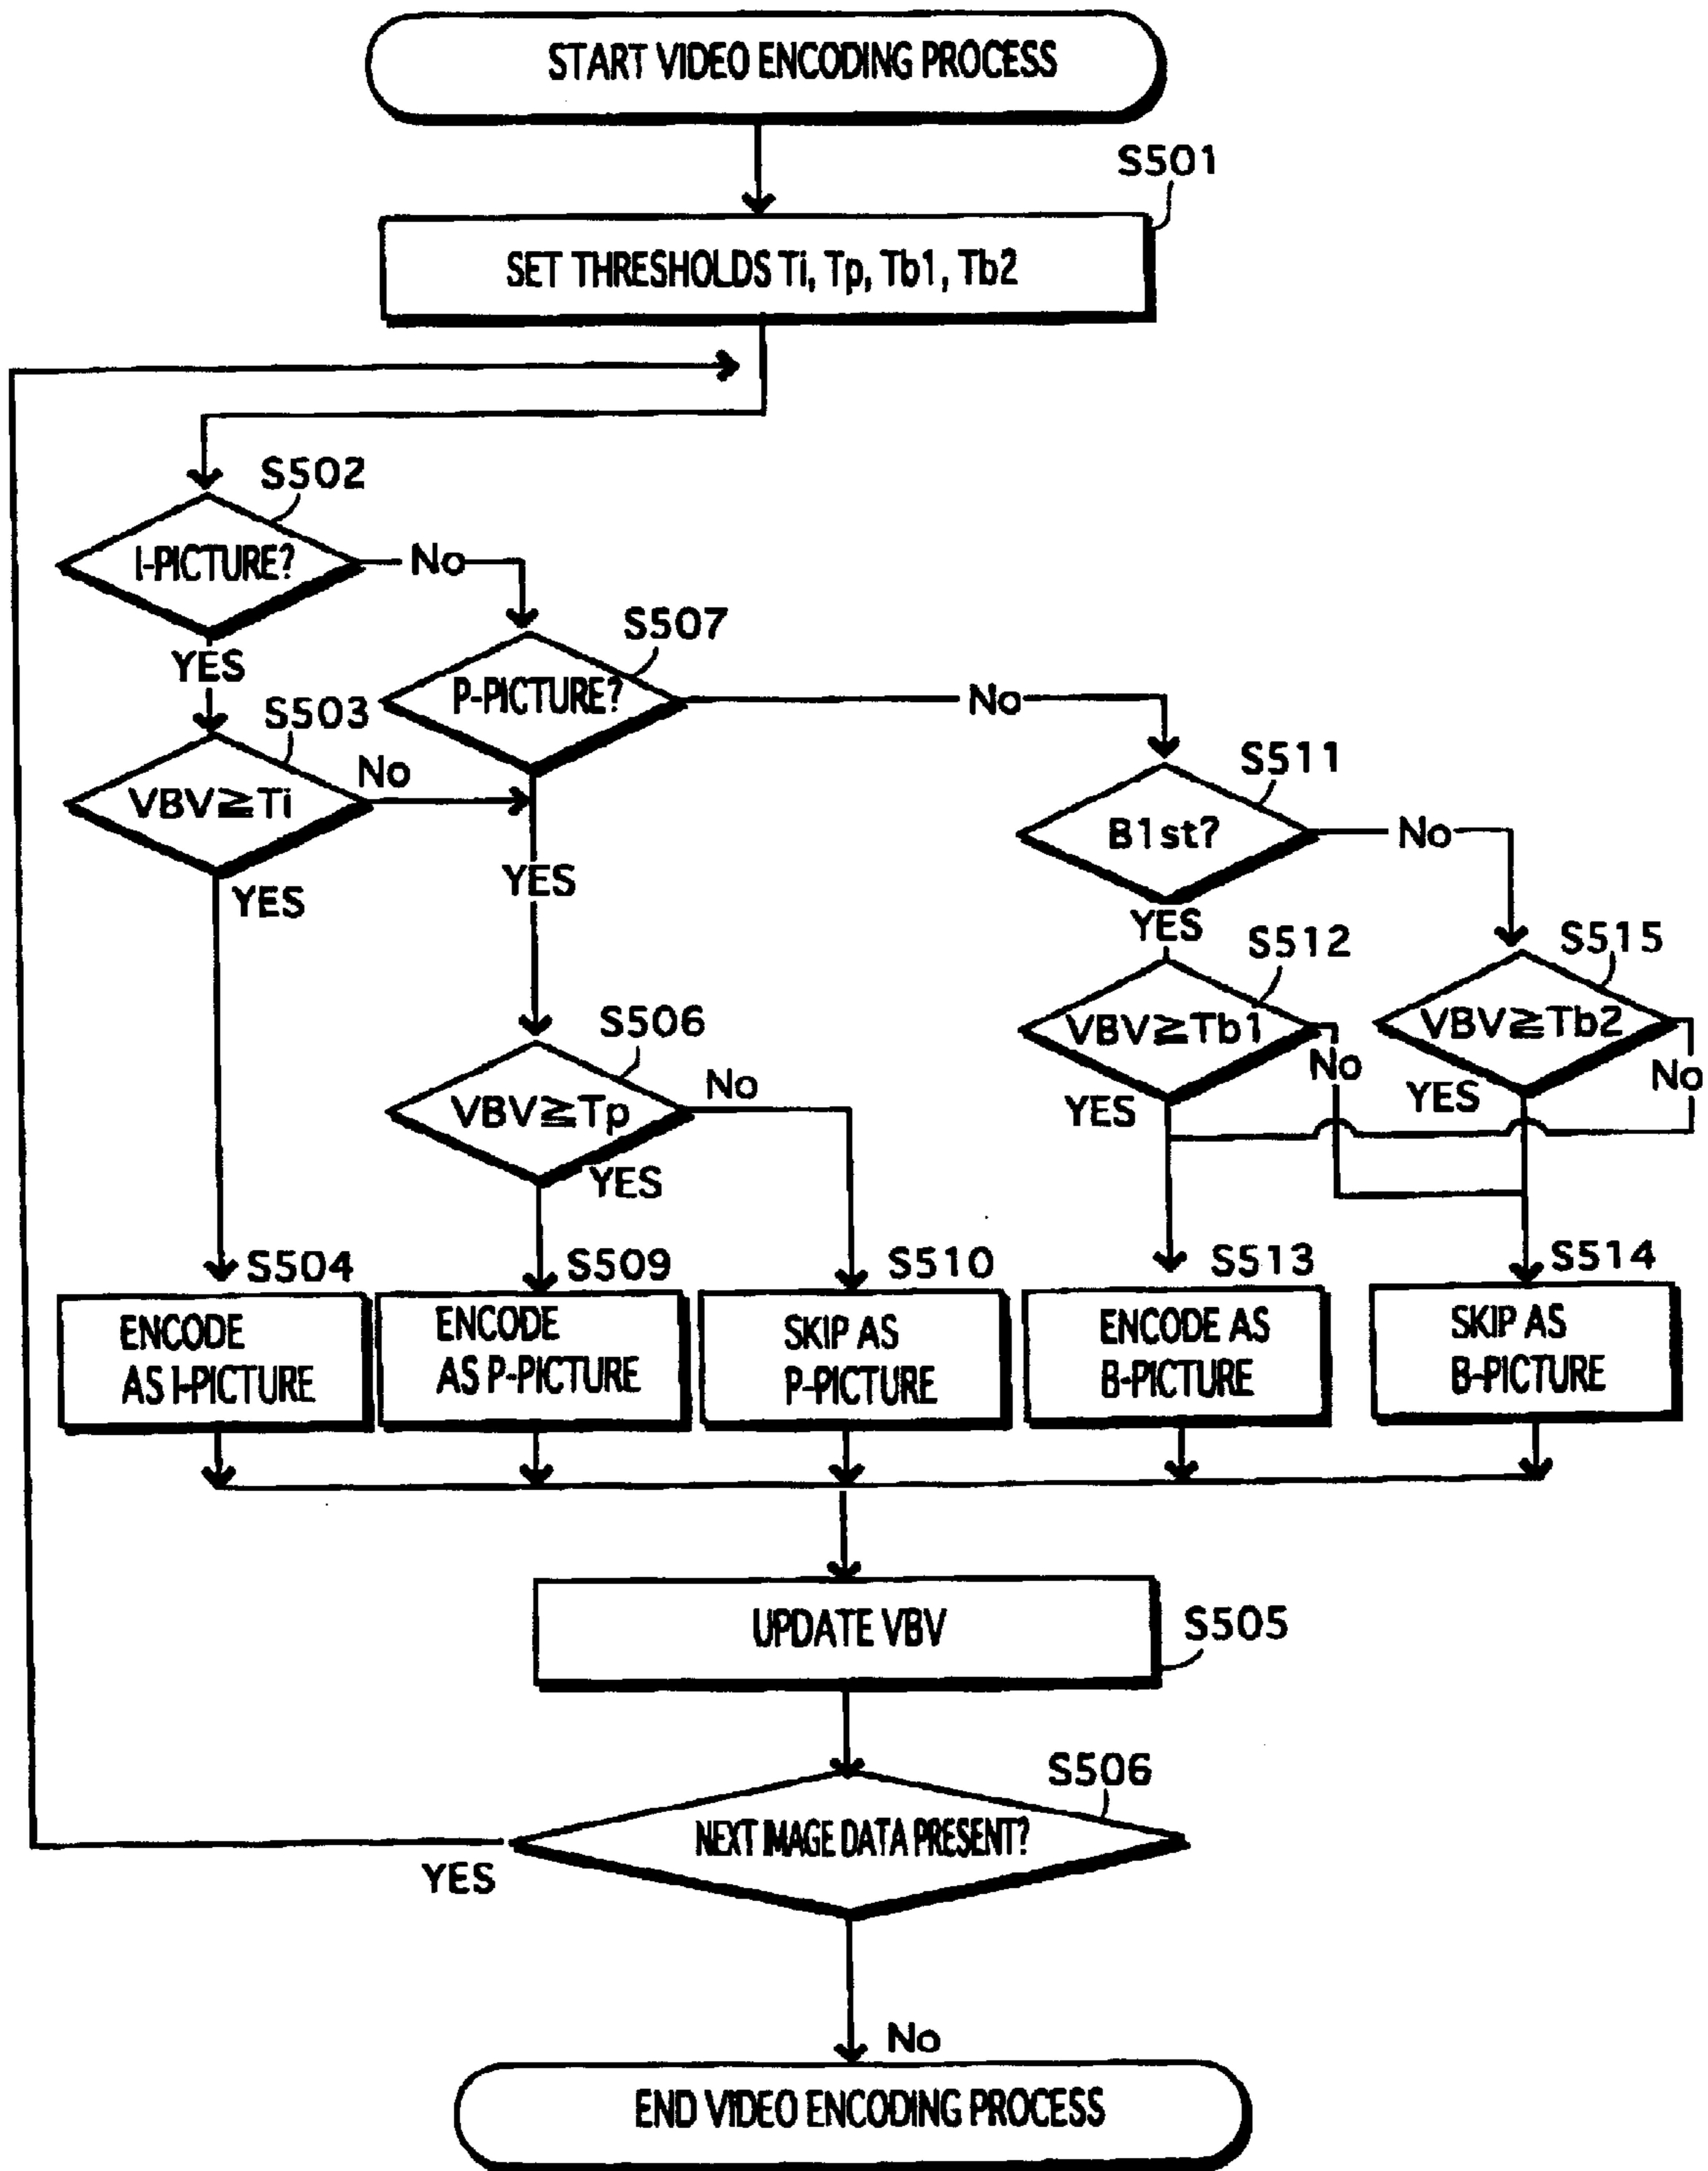 START VIDEO ENCODING PROCESS
S501
SET THRESHOLDS Ti, Tp, Tb1, Tb2
S502
I-PICTURE?
No
YES
S507
P-PICTURE?
No
YES
S503
VBV≧Ti
No
YES
S511
B1st?
No
YES
S512
VBV≧Tb1
No
YES
S515
VBV≧Tb2
No
YES
S506
VBV≧Tp
No
YES
S504
ENCODE
AS I-PICTURE
S509
ENCODE
AS P-PICTURE
S510
SKIP AS
P-PICTURE
S513
ENCODE AS
B-PICTURE
S514
SKIP AS
B-PICTURE
UPDATE VBV
S505
S506
NEXT IMAGE DATA PRESENT?
YES
No
END VIDEO ENCODING PROCESS